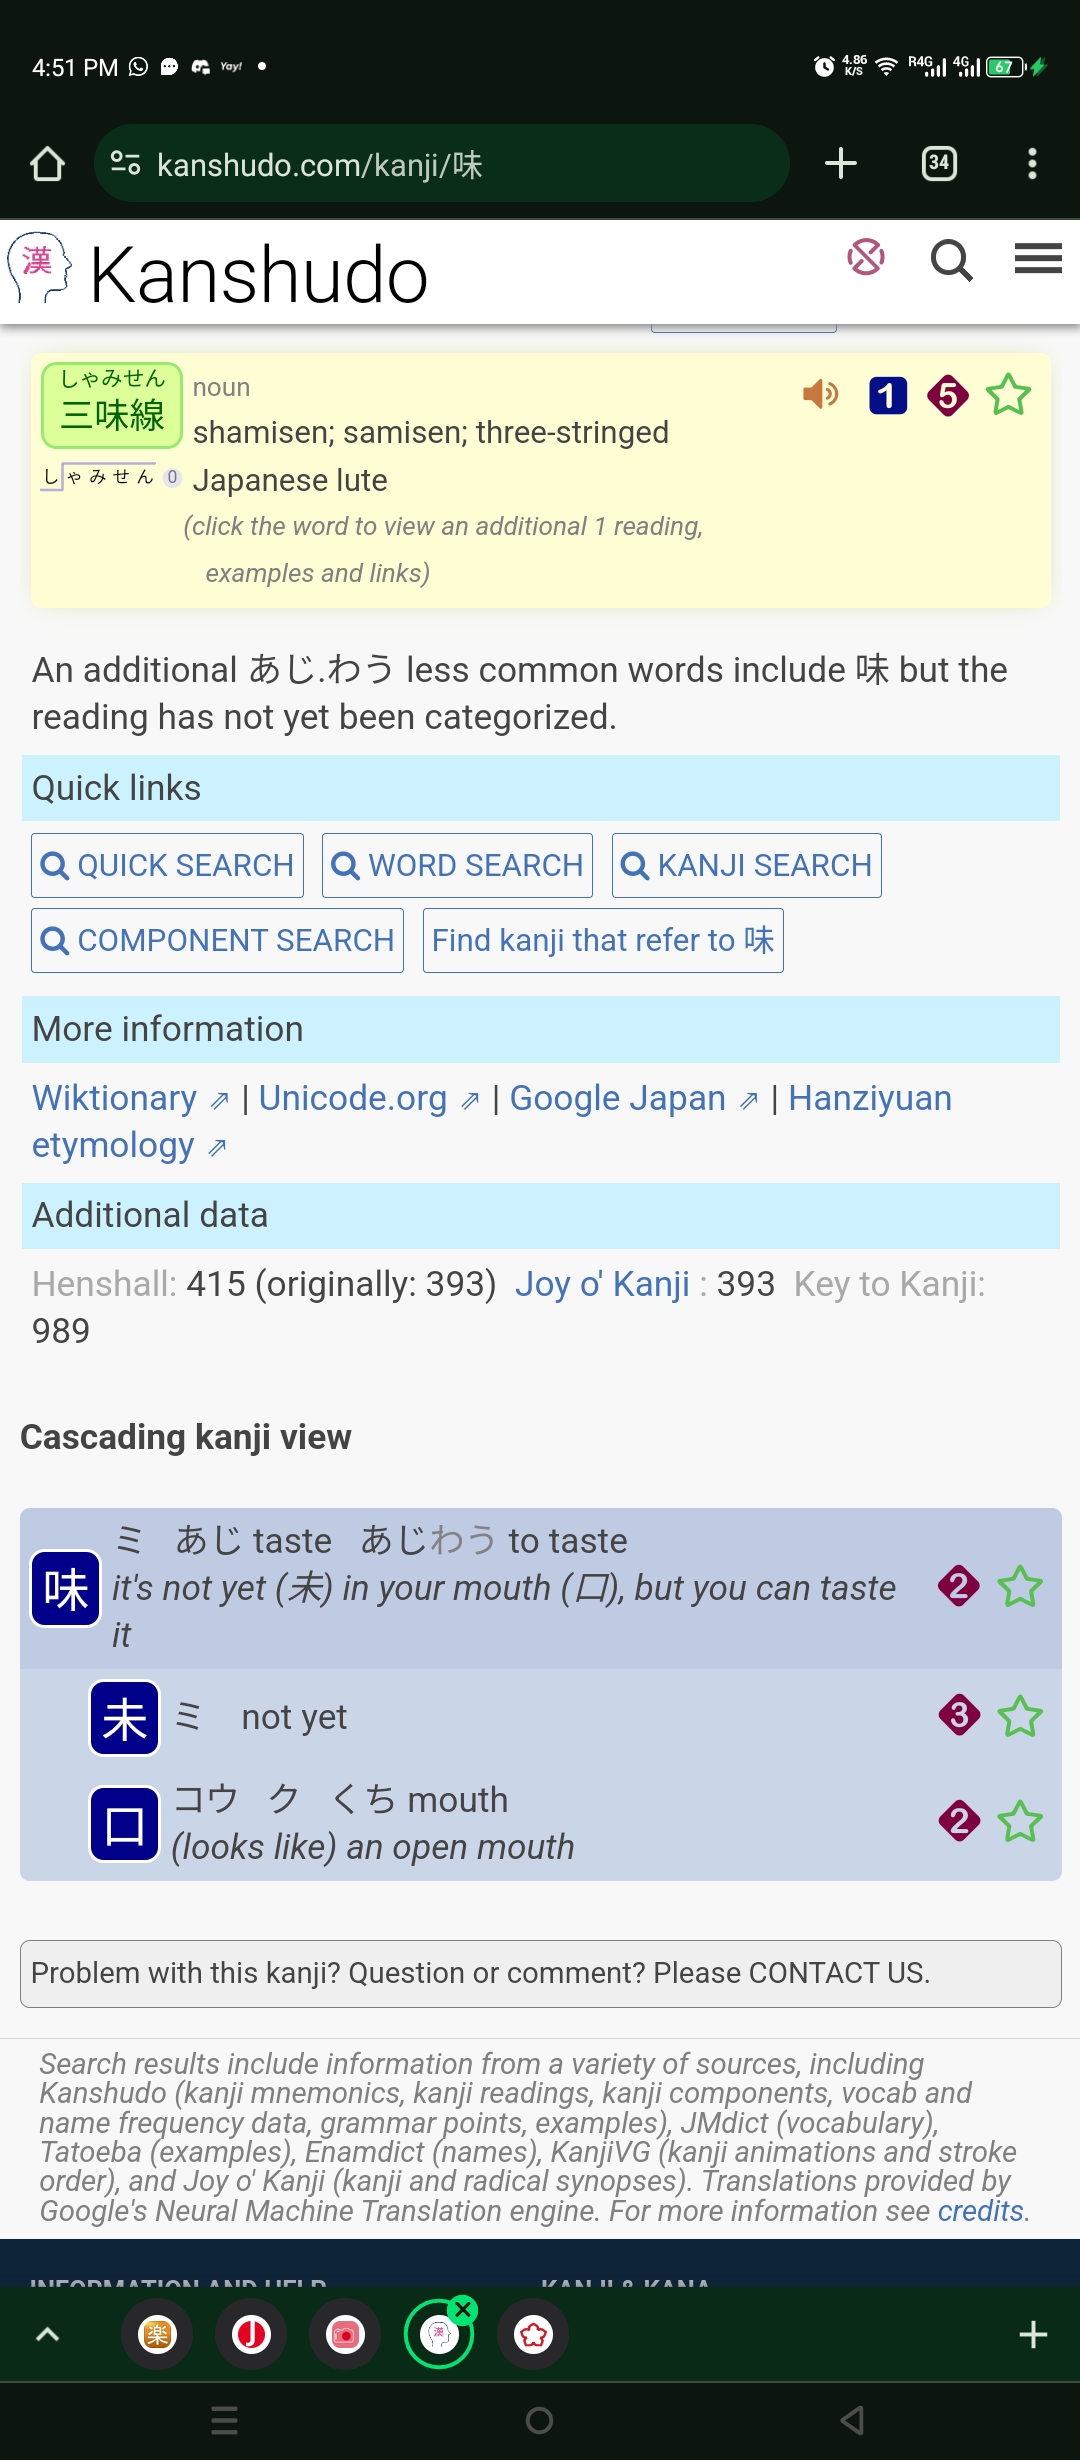 4:51 PM Yay! 4.86 K/S R4G 4G 67
kanshudo.com/kanji/味 34
漢 Kanshudo
しゃみせん noun 1 5
三味線 shamisen; samisen; three-stringed
しゃみせん 0 Japanese lute
(click the word to view an additional 1 reading,
examples and links)
An additional あじ.わう less common words include 味 but the
reading has not yet been categorized.
Quick links
QUICK SEARCH WORD SEARCH KANJI SEARCH
COMPONENT SEARCH Find kanji that refer to 味
More information
Wiktionary ⇗ | Unicode.org ⇗ | Google Japan ⇗ | Hanziyuan
etymology ⇗
Additional data
Henshall: 415 (originally: 393) Joy o' Kanji : 393 Key to Kanji:
989
Cascading kanji view
ミ あじ taste あじわう to taste
味 it's not yet (未) in your mouth (口), but you can taste 2
it
未 ミ not yet 3
コウ ク くち mouth
口 (looks like) an open mouth 2
Problem with this kanji? Question or comment? Please CONTACT US.
Search results include information from a variety of sources, including
Kanshudo (kanji mnemonics, kanji readings, kanji components, vocab and
name frequency data, grammar points, examples), JMdict (vocabulary),
Tatoeba (examples), Enamdict (names), KanjiVG (kanji animations and stroke
order), and Joy o' Kanji (kanji and radical synopses). Translations provided by
Google's Neural Machine Translation engine. For more information see credits.
INFORMATION AND HELP KANJI & KANA
楽 J 漢